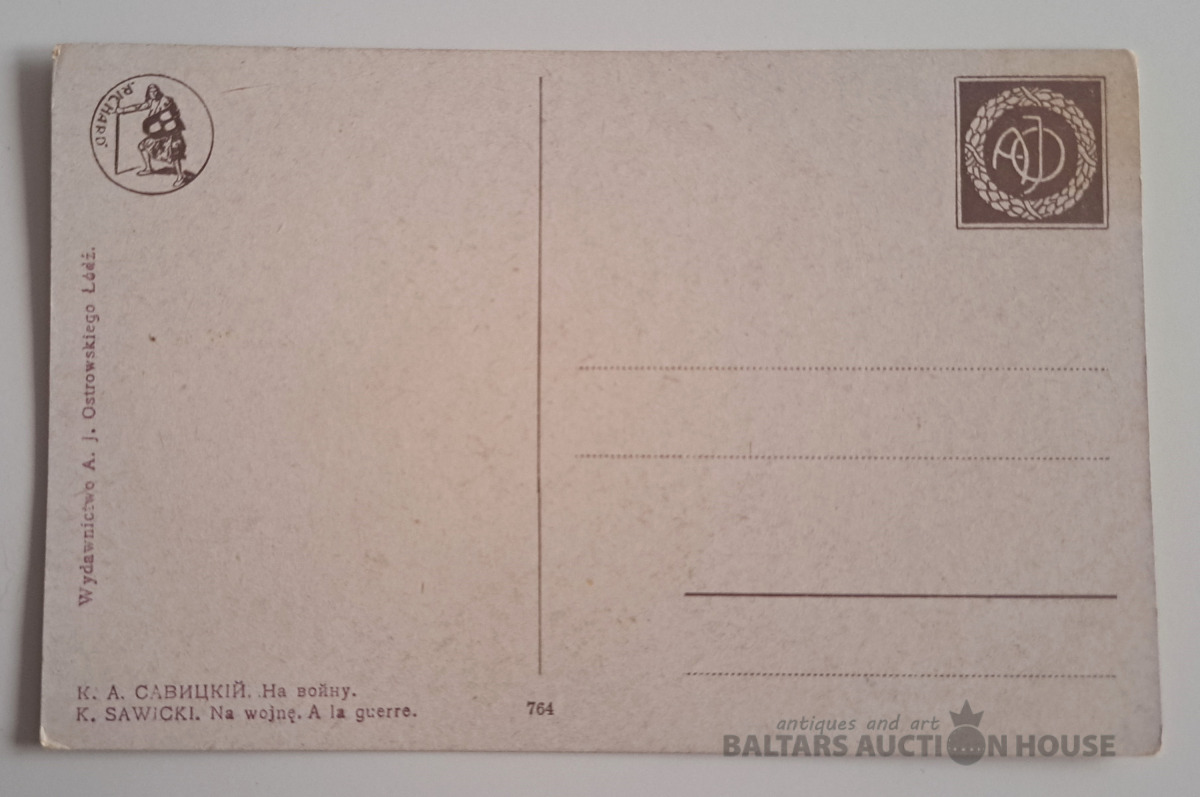 "RICHARD"
AJO
Wydawnictwo A. J. Ostrowskiego Łódź.
К. А. САВИЦКІЙ. На войну.
K. SAWICKI. Na wojnę. A la guerre.
764
antiques and art
BALTARS AUCTION HOUSE